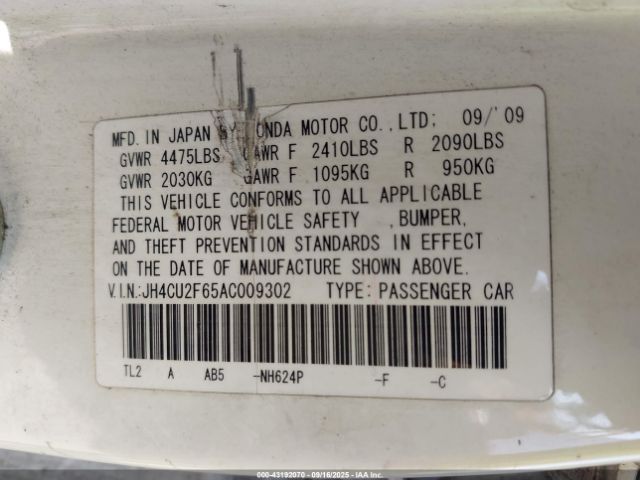 MFD. IN JAPAN BY HONDA MOTOR CO.,LTD: 09/'09
GVWR 4475LBS GAWR F 2410LBS R 2090LBS
GVWR 2030KG GAWR F 1095KG R 950KG
THIS VEHICLE CONFORMS TO ALL APPLICABLE
FEDERAL MOTOR VEHICLE SAFETY ,BUMPER,
AND THEFT PREVENTION STANDARDS IN EFFECT
ON THE DATE OF MANUFACTURE SHOWN ABOVE.
V.I.N.:JH4CU2F65AC009302 TYPE: PASSENGER CAR
TL2 A AB5 -NH624P -F -C
000-43192070 - 09/16/2025 - IAA Inc.